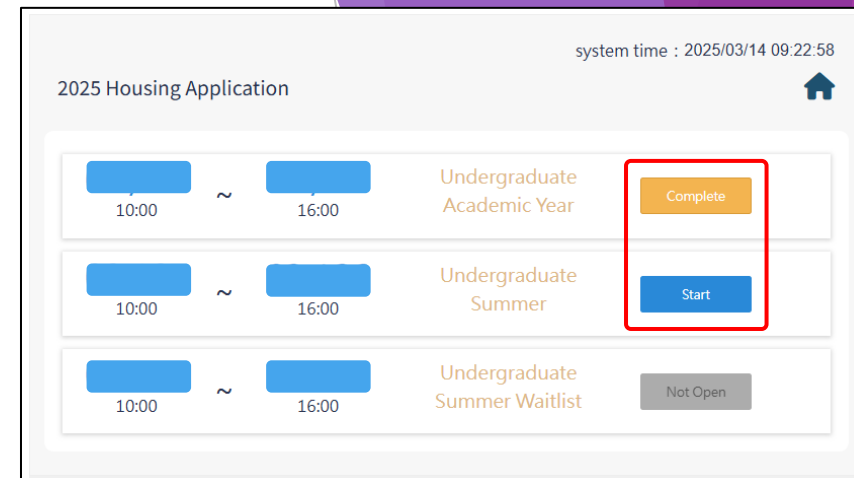 system time：2025/03/14 09:22:58
2025 Housing Application
10:00 ~ 16:00
Undergraduate
Academic Year
Complete
10:00 ~ 16:00
Undergraduate
Summer
Start
10:00 ~ 16:00
Undergraduate
Summer Waitlist
Not Open